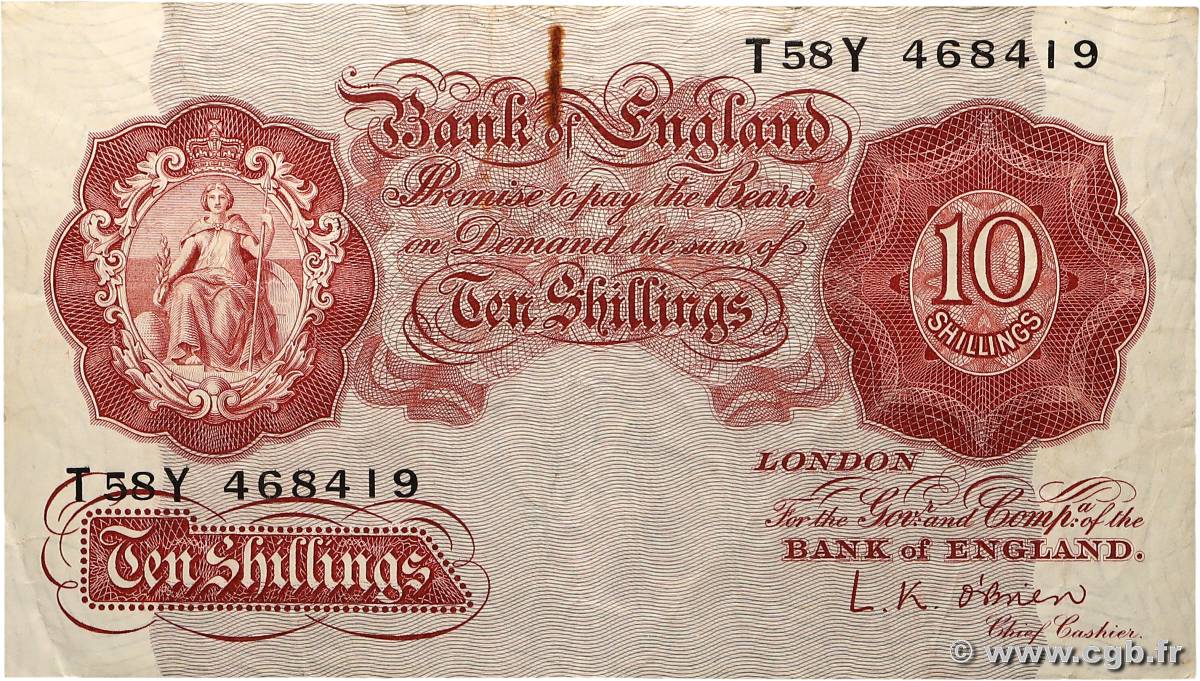 T58Y 468419
Bank of England
Promise to pay the Bearer
on Demand the sum of
Ten Shillings
10
SHILLINGS
T58Y 468419
Ten Shillings
LONDON
For the Gov.r and Comp.a of the
BANK of ENGLAND.
L.K. O'Brien
Chief Cashier.
© www.cgb.fr